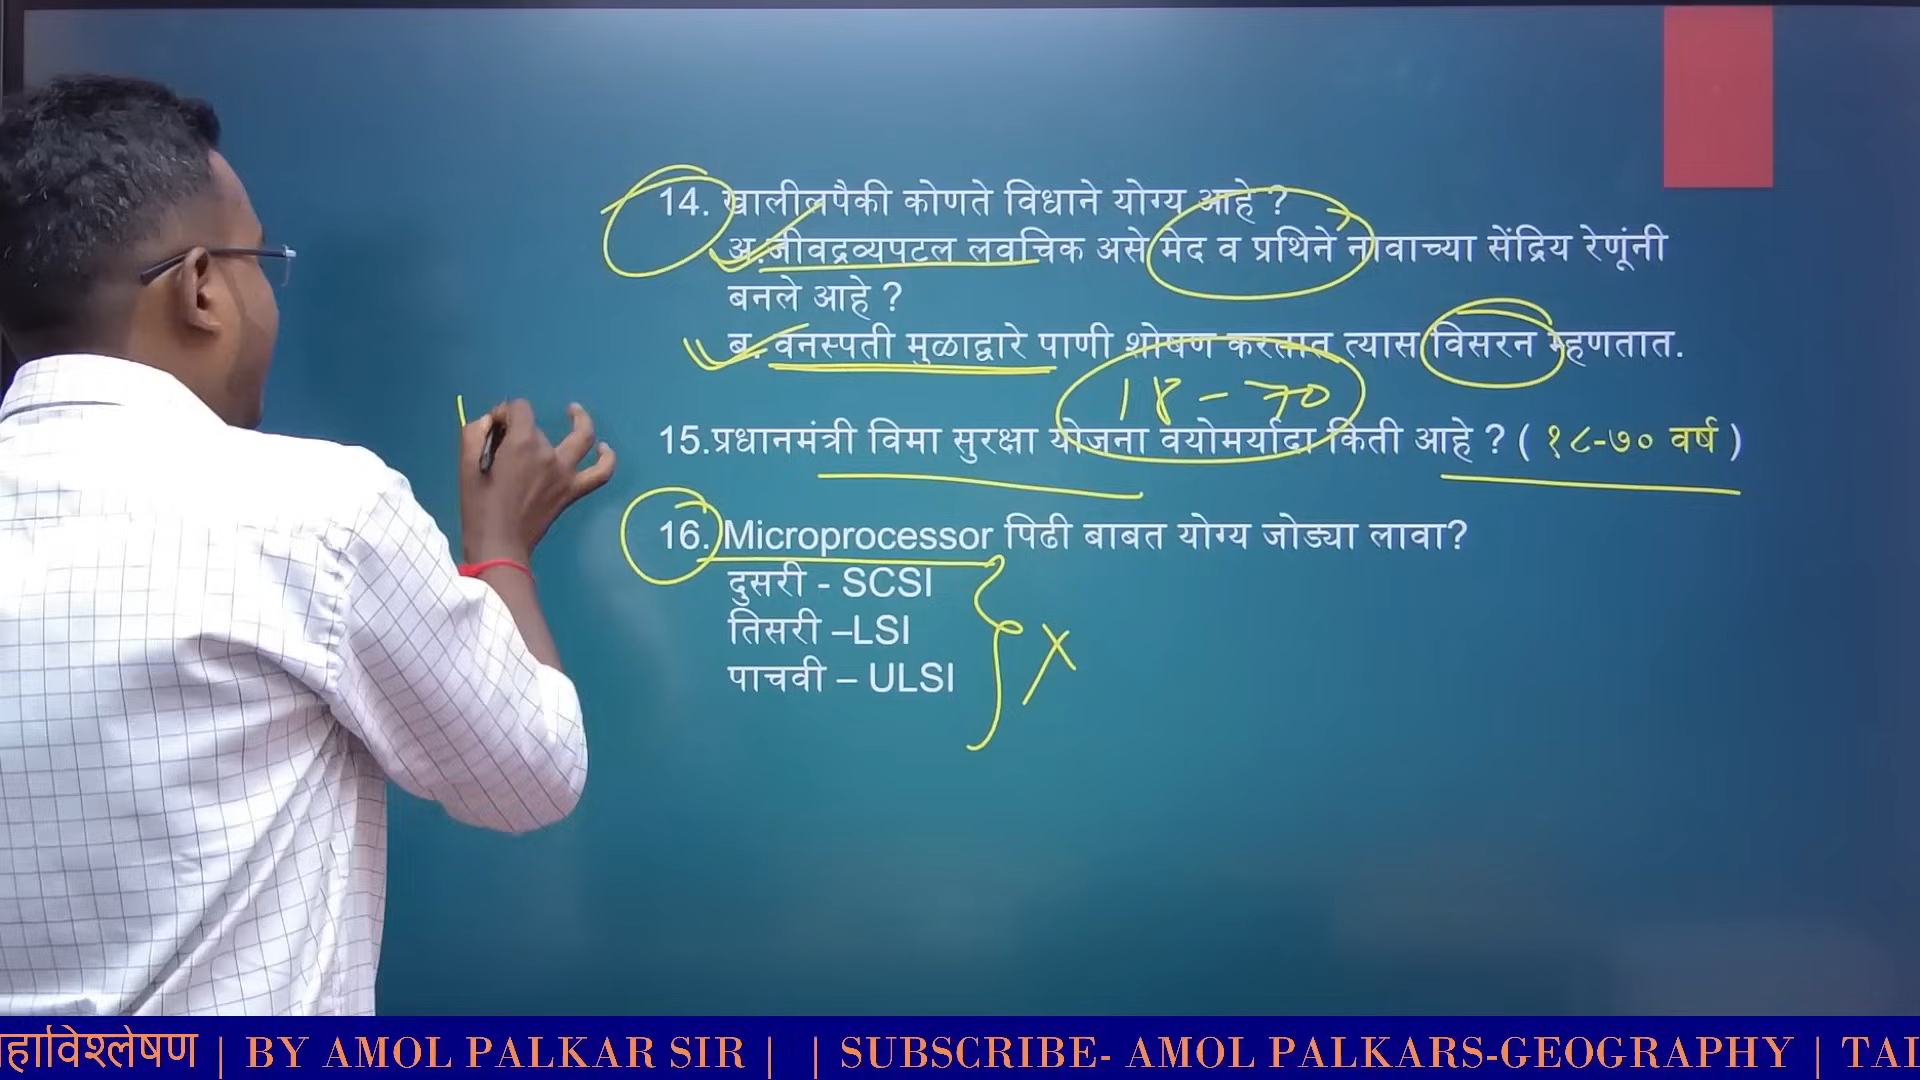 14. खालीलपैकी कोणते विधाने योग्य आहे ?
अ.जीवद्रव्यपटल लवचिक असे मेद व प्रथिने नावाच्या सेंद्रिय रेणूंनी
बनले आहे ?
ब. वनस्पती मुळाद्वारे पाणी शोषण करतात त्यास विसरन म्हणतात.
18 - 70
15.प्रधानमंत्री विमा सुरक्षा योजना वयोमर्यादा किती आहे ? ( १८-७० वर्ष )
16. Microprocessor पिढी बाबत योग्य जोड्या लावा?
दुसरी - SCSI
तिसरी –LSI
पाचवी – ULSI
हाविश्लेषण | BY AMOL PALKAR SIR | | SUBSCRIBE- AMOL PALKARS-GEOGRAPHY |